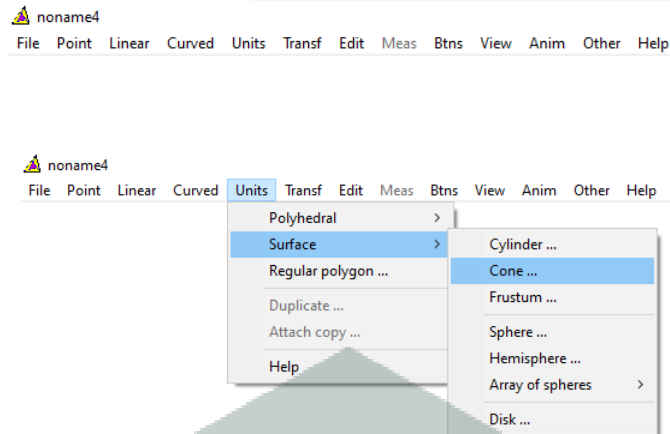 noname4
File Point Linear Curved Units Transf Edit Meas Btns View Anim Other Help
noname4
File Point Linear Curved Units Transf Edit Meas Btns View Anim Other Help
Polyhedral >
Surface >
Regular polygon ...
Duplicate ...
Attach copy ...
Help
Cylinder ...
Cone ...
Frustum ...
Sphere ...
Hemisphere ...
Array of spheres >
Disk ...